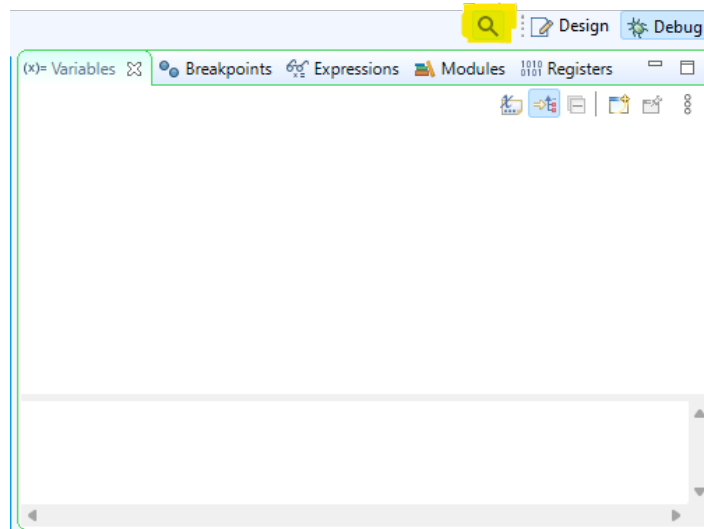 Design Debug
(x)= Variables Breakpoints Expressions Modules 1010 0101 Registers